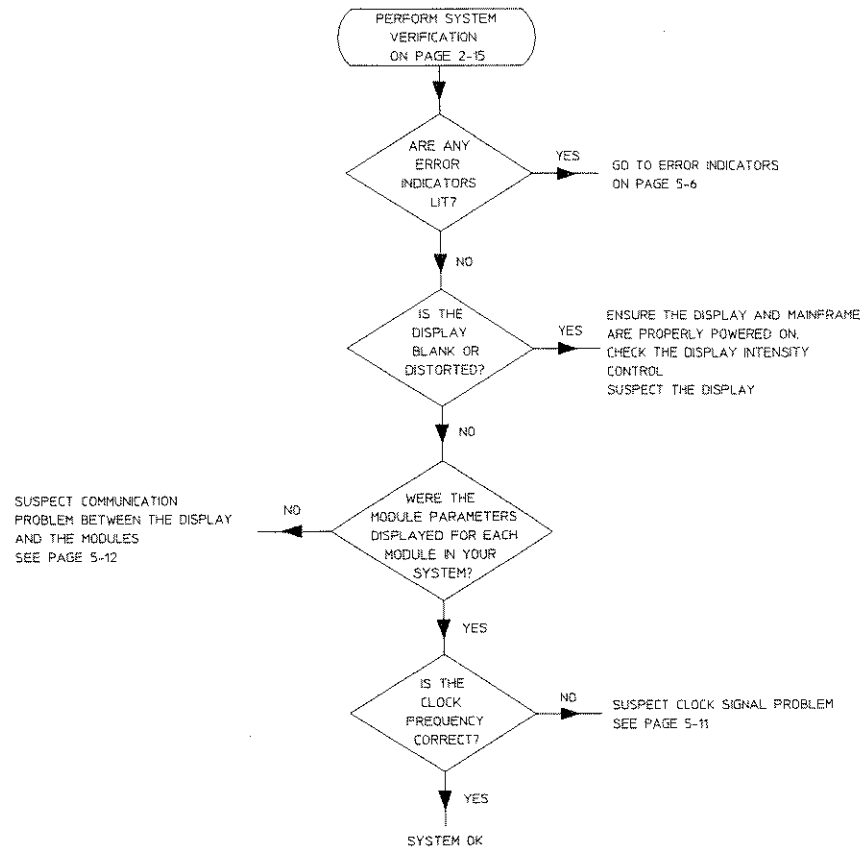 PERFORM SYSTEM
VERIFICATION
ON PAGE 2-15
ARE ANY
ERROR
INDICATORS
LIT?
YES
GO TO ERROR INDICATORS
ON PAGE 5-6
NO
IS THE
DISPLAY
BLANK OR
DISTORTED?
YES
ENSURE THE DISPLAY AND MAINFRAME
ARE PROPERLY POWERED ON.
CHECK THE DISPLAY INTENSITY
CONTROL
SUSPECT THE DISPLAY
NO
WERE THE
MODULE PARAMETERS
DISPLAYED FOR EACH
MODULE IN YOUR
SYSTEM?
NO
SUSPECT COMMUNICATION
PROBLEM BETWEEN THE DISPLAY
AND THE MODULES
SEE PAGE 5-12
YES
IS THE
CLOCK
FREQUENCY
CORRECT?
NO
SUSPECT CLOCK SIGNAL PROBLEM
SEE PAGE 5-11
YES
SYSTEM OK